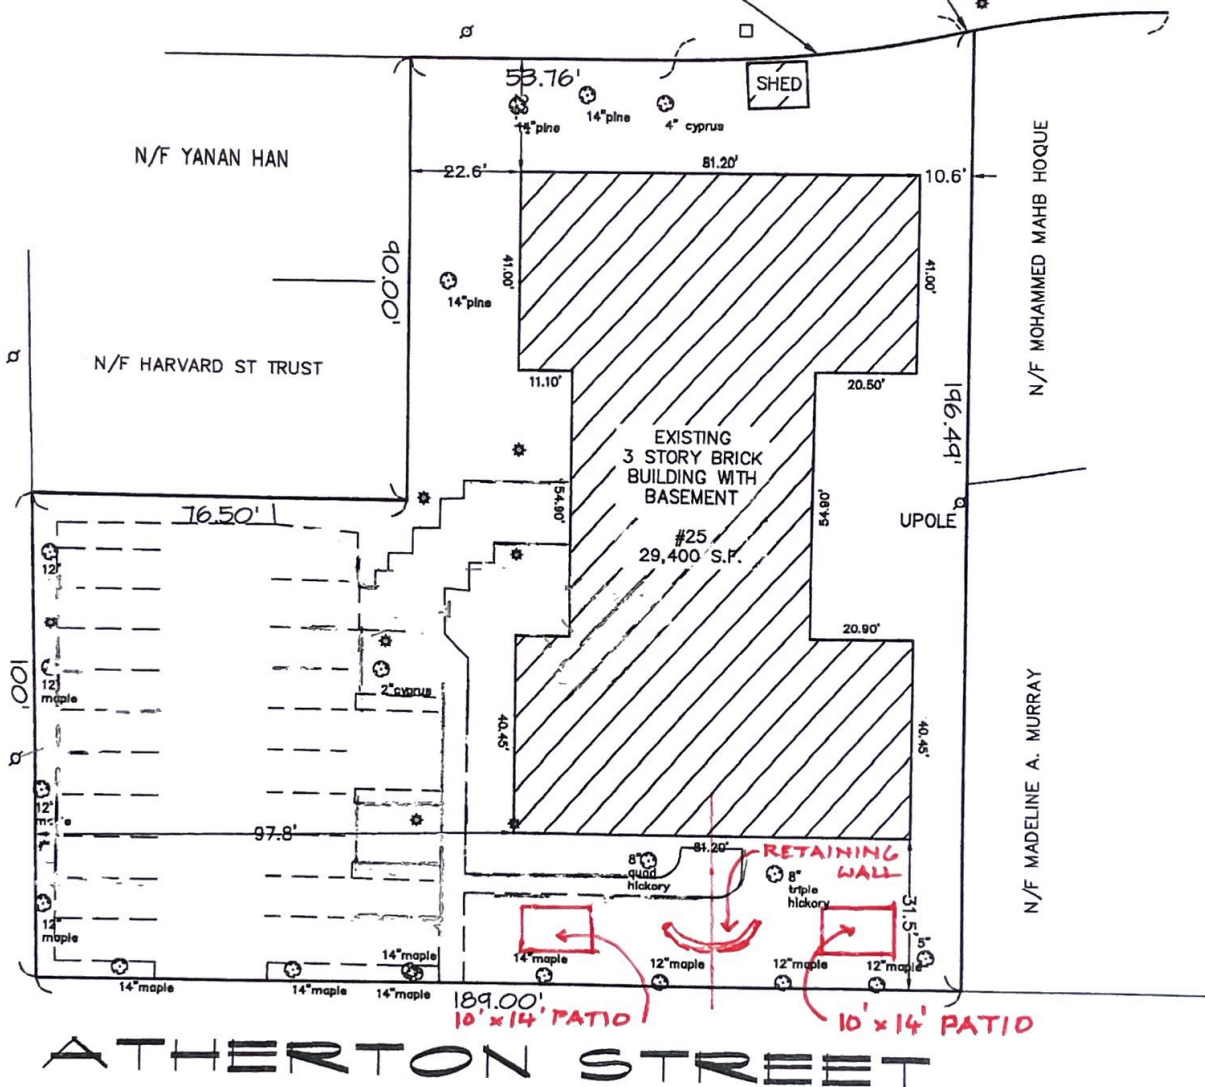 53.76'
SHED
14"pine
14"pine
4" cyprus
N/F YANAN HAN
22.6'
81.20'
10.6'
N/F MOHAMMED MAHB HOQUE
90.00'
41.00'
41.00'
14"pine
N/F HARVARD ST TRUST
11.10'
20.50'
196.49'
EXISTING
3 STORY BRICK
BUILDING WITH
BASEMENT
#25
29,400 S.F.
54.90'
54.90'
UPOLE
76.50'
12"
20.90'
100'
12"
maple
2"cyprus
40.45'
40.45'
N/F MADELINE A. MURRAY
12"
97.8'
81.20'
RETAINING
WALL
8"
quad
hickory
8"
triple
hickory
31.5'
12"
maple
14"maple
14"maple
12"maple
12"maple
12"maple
14"maple
14"maple
14"maple
189.00'
10'x14' PATIO
10'x14' PATIO
ATHERTON STREET